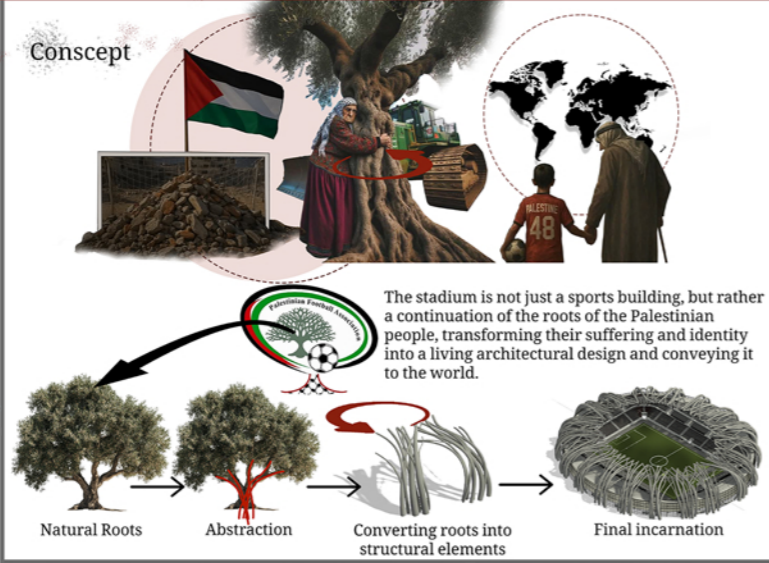 Conscept
PALESTINE
48
Palestinian Football Association
The stadium is not just a sports building, but rather
a continuation of the roots of the Palestinian
people, transforming their suffering and identity
into a living architectural design and conveying it
to the world.
Natural Roots
Abstraction
Converting roots into
structural elements
Final incarnation